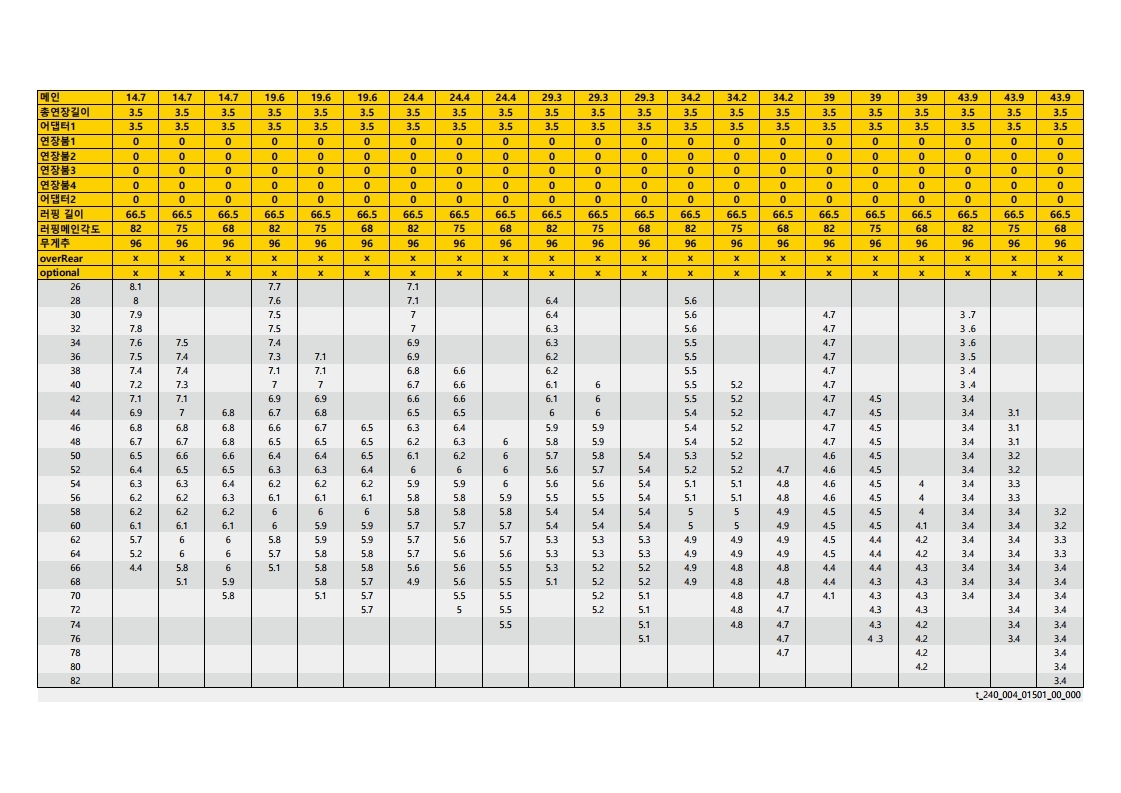 메인 14.7 14.7 14.7 19.6 19.6 19.6 24.4 24.4 24.4 29.3 29.3 29.3 34.2 34.2 34.2 39 39 39 43.9 43.9 43.9
총연장길이 3.5 3.5 3.5 3.5 3.5 3.5 3.5 3.5 3.5 3.5 3.5 3.5 3.5 3.5 3.5 3.5 3.5 3.5 3.5 3.5 3.5
어댑터1 3.5 3.5 3.5 3.5 3.5 3.5 3.5 3.5 3.5 3.5 3.5 3.5 3.5 3.5 3.5 3.5 3.5 3.5 3.5 3.5 3.5
연장붐1 0 0 0 0 0 0 0 0 0 0 0 0 0 0 0 0 0 0 0 0 0
연장붐2 0 0 0 0 0 0 0 0 0 0 0 0 0 0 0 0 0 0 0 0 0
연장붐3 0 0 0 0 0 0 0 0 0 0 0 0 0 0 0 0 0 0 0 0 0
연장붐4 0 0 0 0 0 0 0 0 0 0 0 0 0 0 0 0 0 0 0 0 0
어댑터2 0 0 0 0 0 0 0 0 0 0 0 0 0 0 0 0 0 0 0 0 0
러핑 길이 66.5 66.5 66.5 66.5 66.5 66.5 66.5 66.5 66.5 66.5 66.5 66.5 66.5 66.5 66.5 66.5 66.5 66.5 66.5 66.5 66.5
러핑메인각도 82 75 68 82 75 68 82 75 68 82 75 68 82 75 68 82 75 68 82 75 68
무게추 96 96 96 96 96 96 96 96 96 96 96 96 96 96 96 96 96 96 96 96 96
overRear x x x x x x x x x x x x x x x x x x x x x
optional x x x x x x x x x x x x x x x x x x x x x
26 8.1 7.7 7.1
28 8 7.6 7.1 6.4 5.6
30 7.9 7.5 7 6.4 5.6 4.7 3 .7
32 7.8 7.5 7 6.3 5.6 4.7 3 .6
34 7.6 7.5 7.4 6.9 6.3 5.5 4.7 3 .6
36 7.5 7.4 7.3 7.1 6.9 6.2 5.5 4.7 3 .5
38 7.4 7.4 7.1 7.1 6.8 6.6 6.2 5.5 4.7 3 .4
40 7.2 7.3 7 7 6.7 6.6 6.1 6 5.5 5.2 4.7 3 .4
42 7.1 7.1 6.9 6.9 6.6 6.6 6.1 6 5.5 5.2 4.7 4.5 3.4
44 6.9 7 6.8 6.7 6.8 6.5 6.5 6 6 5.4 5.2 4.7 4.5 3.4 3.1
46 6.8 6.8 6.8 6.6 6.7 6.5 6.3 6.4 5.9 5.9 5.4 5.2 4.7 4.5 3.4 3.1
48 6.7 6.7 6.8 6.5 6.5 6.5 6.2 6.3 6 5.8 5.9 5.4 5.2 4.7 4.5 3.4 3.1
50 6.5 6.6 6.6 6.4 6.4 6.5 6.1 6.2 6 5.7 5.8 5.4 5.3 5.2 4.6 4.5 3.4 3.2
52 6.4 6.5 6.5 6.3 6.3 6.4 6 6 6 5.6 5.7 5.4 5.2 5.2 4.7 4.6 4.5 3.4 3.2
54 6.3 6.3 6.4 6.2 6.2 6.2 5.9 5.9 6 5.6 5.6 5.4 5.1 5.1 4.8 4.6 4.5 4 3.4 3.3
56 6.2 6.2 6.3 6.1 6.1 6.1 5.8 5.8 5.9 5.5 5.5 5.4 5.1 5.1 4.8 4.6 4.5 4 3.4 3.3
58 6.2 6.2 6.2 6 6 6 5.8 5.8 5.8 5.4 5.4 5.4 5 5 4.9 4.5 4.5 4 3.4 3.4 3.2
60 6.1 6.1 6.1 6 5.9 5.9 5.7 5.7 5.7 5.4 5.4 5.4 5 5 4.9 4.5 4.5 4.1 3.4 3.4 3.2
62 5.7 6 6 5.8 5.9 5.9 5.7 5.7 5.6 5.3 5.3 5.3 4.9 4.9 4.9 4.5 4.4 4.2 3.4 3.4 3.3
64 5.2 6 6 5.7 5.8 5.8 5.7 5.6 5.6 5.3 5.3 5.3 4.9 4.9 4.9 4.5 4.4 4.2 3.4 3.4 3.3
66 4.4 5.8 6 5.1 5.8 5.8 5.6 5.6 5.5 5.3 5.2 5.2 4.9 4.8 4.8 4.4 4.4 4.3 3.4 3.4 3.4
68 5.1 5.9 5.8 5.7 4.9 5.6 5.5 5.1 5.2 5.2 4.9 4.8 4.8 4.4 4.3 4.3 3.4 3.4 3.4
70 5.8 5.1 5.7 5.5 5.5 5.2 5.1 4.8 4.7 4.1 4.3 4.3 3.4 3.4 3.4
72 5.7 5 5.5 5.2 5.1 4.8 4.7 4.3 4.3 3.4 3.4
74 5.5 5.1 4.8 4.7 4.3 4.2 3.4 3.4
76 5.1 4.7 4 .3 4.2 3.4 3.4
78 4.7 4.2 3.4
80 4.2 3.4
82 3.4
t_240_004_01501_00_000